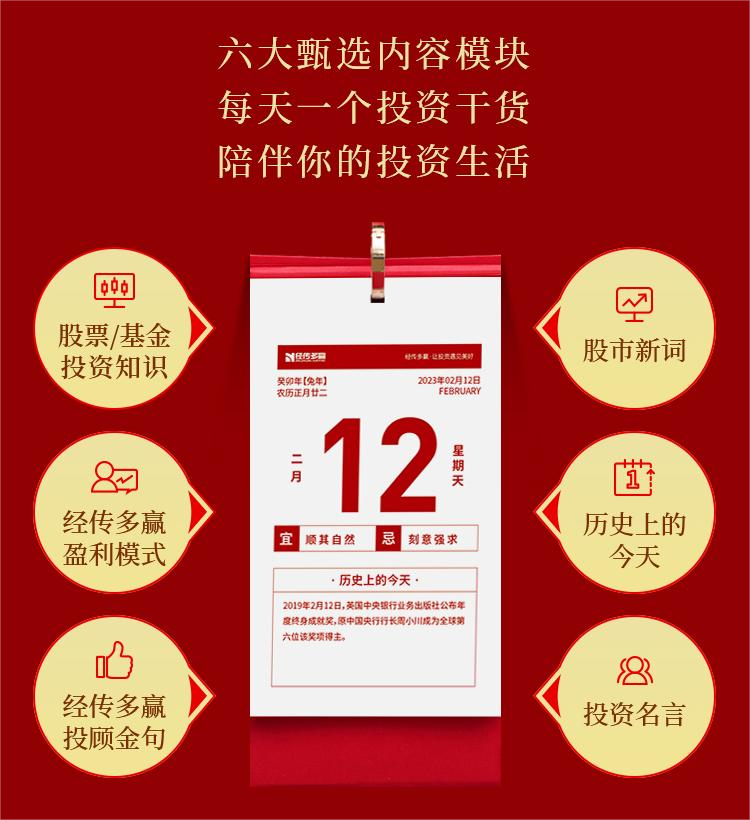 六大甄选内容模块
每天一个投资干货
陪伴你的投资生活
股票/基金
投资知识
经传多赢
盈利模式
经传多赢
投顾金句
经传多赢
经传多赢·让投资遇见美好
癸卯年【兔年】
农历正月廿二
2023年02月12日
FEBRUARY
二月
12
星期天
宜 顺其自然
忌 刻意强求
·历史上的今天·
2019年2月12日,英国中央银行业务出版社公布年
度终身成就奖,原中国央行行长周小川成为全球第
六位该奖项得主。
股市新词
1
历史上的
今天
投资名言